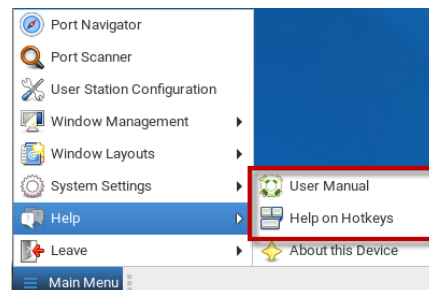 Port Navigator
Port Scanner
User Station Configuration
Window Management
Window Layouts
System Settings
Help
Leave
Main Menu
User Manual
Help on Hotkeys
About this Device